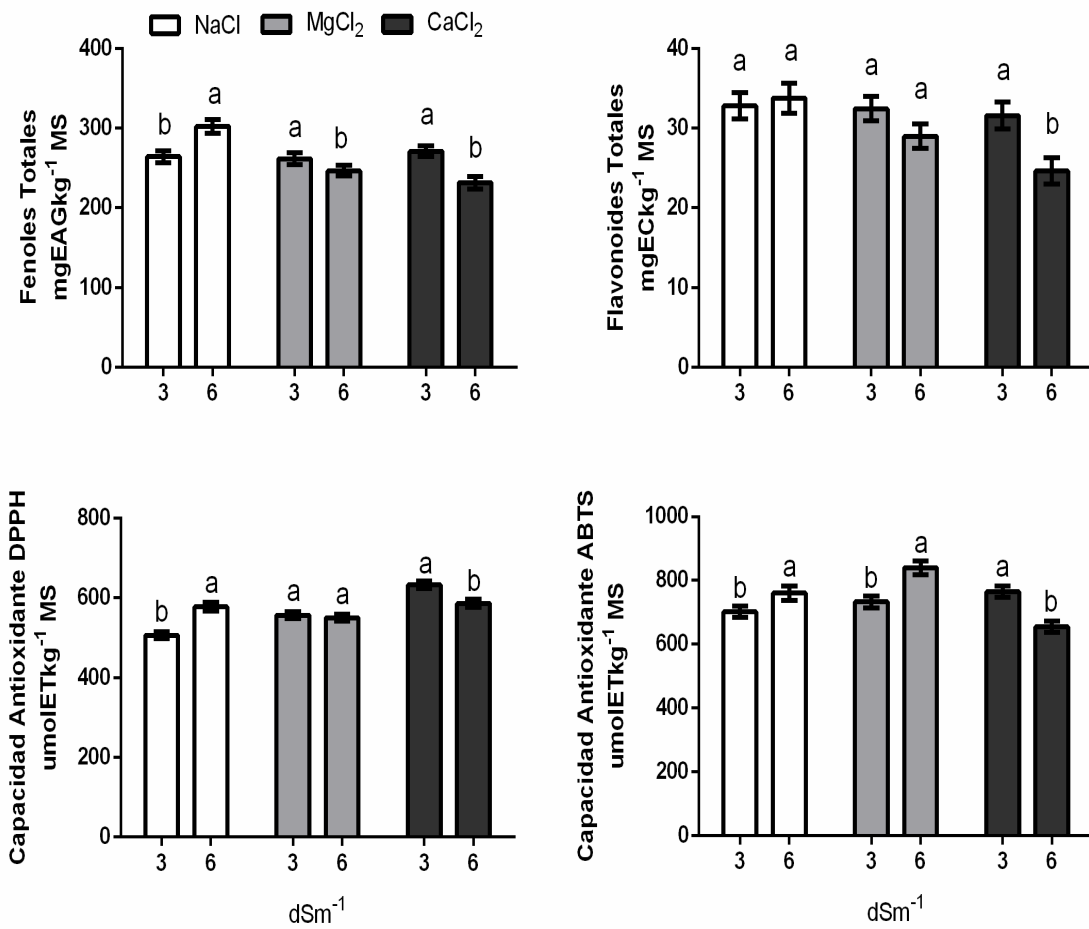 NaCl MgCl₂ CaCl₂
Fenoles Totales
mgEAGkg⁻¹ MS
400
300
200
100
0
b a a b a b
3 6 3 6 3 6
Flavonoides Totales
mgECkg⁻¹ MS
40
30
20
10
0
a a a a a b
3 6 3 6 3 6
Capacidad Antioxidante DPPH
umolETkg⁻¹ MS
800
600
400
200
0
b a a a a b
3 6 3 6 3 6
dSm⁻¹
Capacidad Antioxidante ABTS
umolETkg⁻¹ MS
1000
800
600
400
200
0
b a b a a b
3 6 3 6 3 6
dSm⁻¹